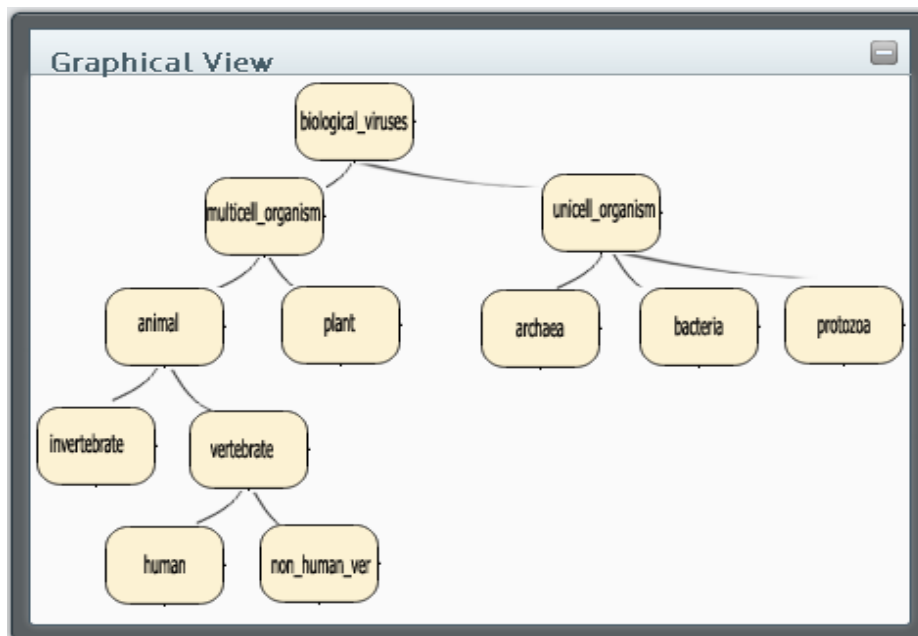 Graphical View
biological_viruses
multicell_organism
unicell_organism
animal
plant
archaea
bacteria
protozoa
invertebrate
vertebrate
human
non_human_ver